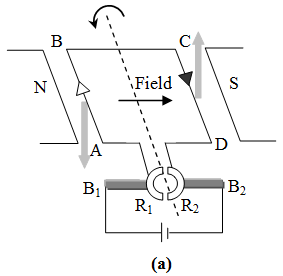 B C
N Field S
A D
B1 R1 R2 B2
(a)